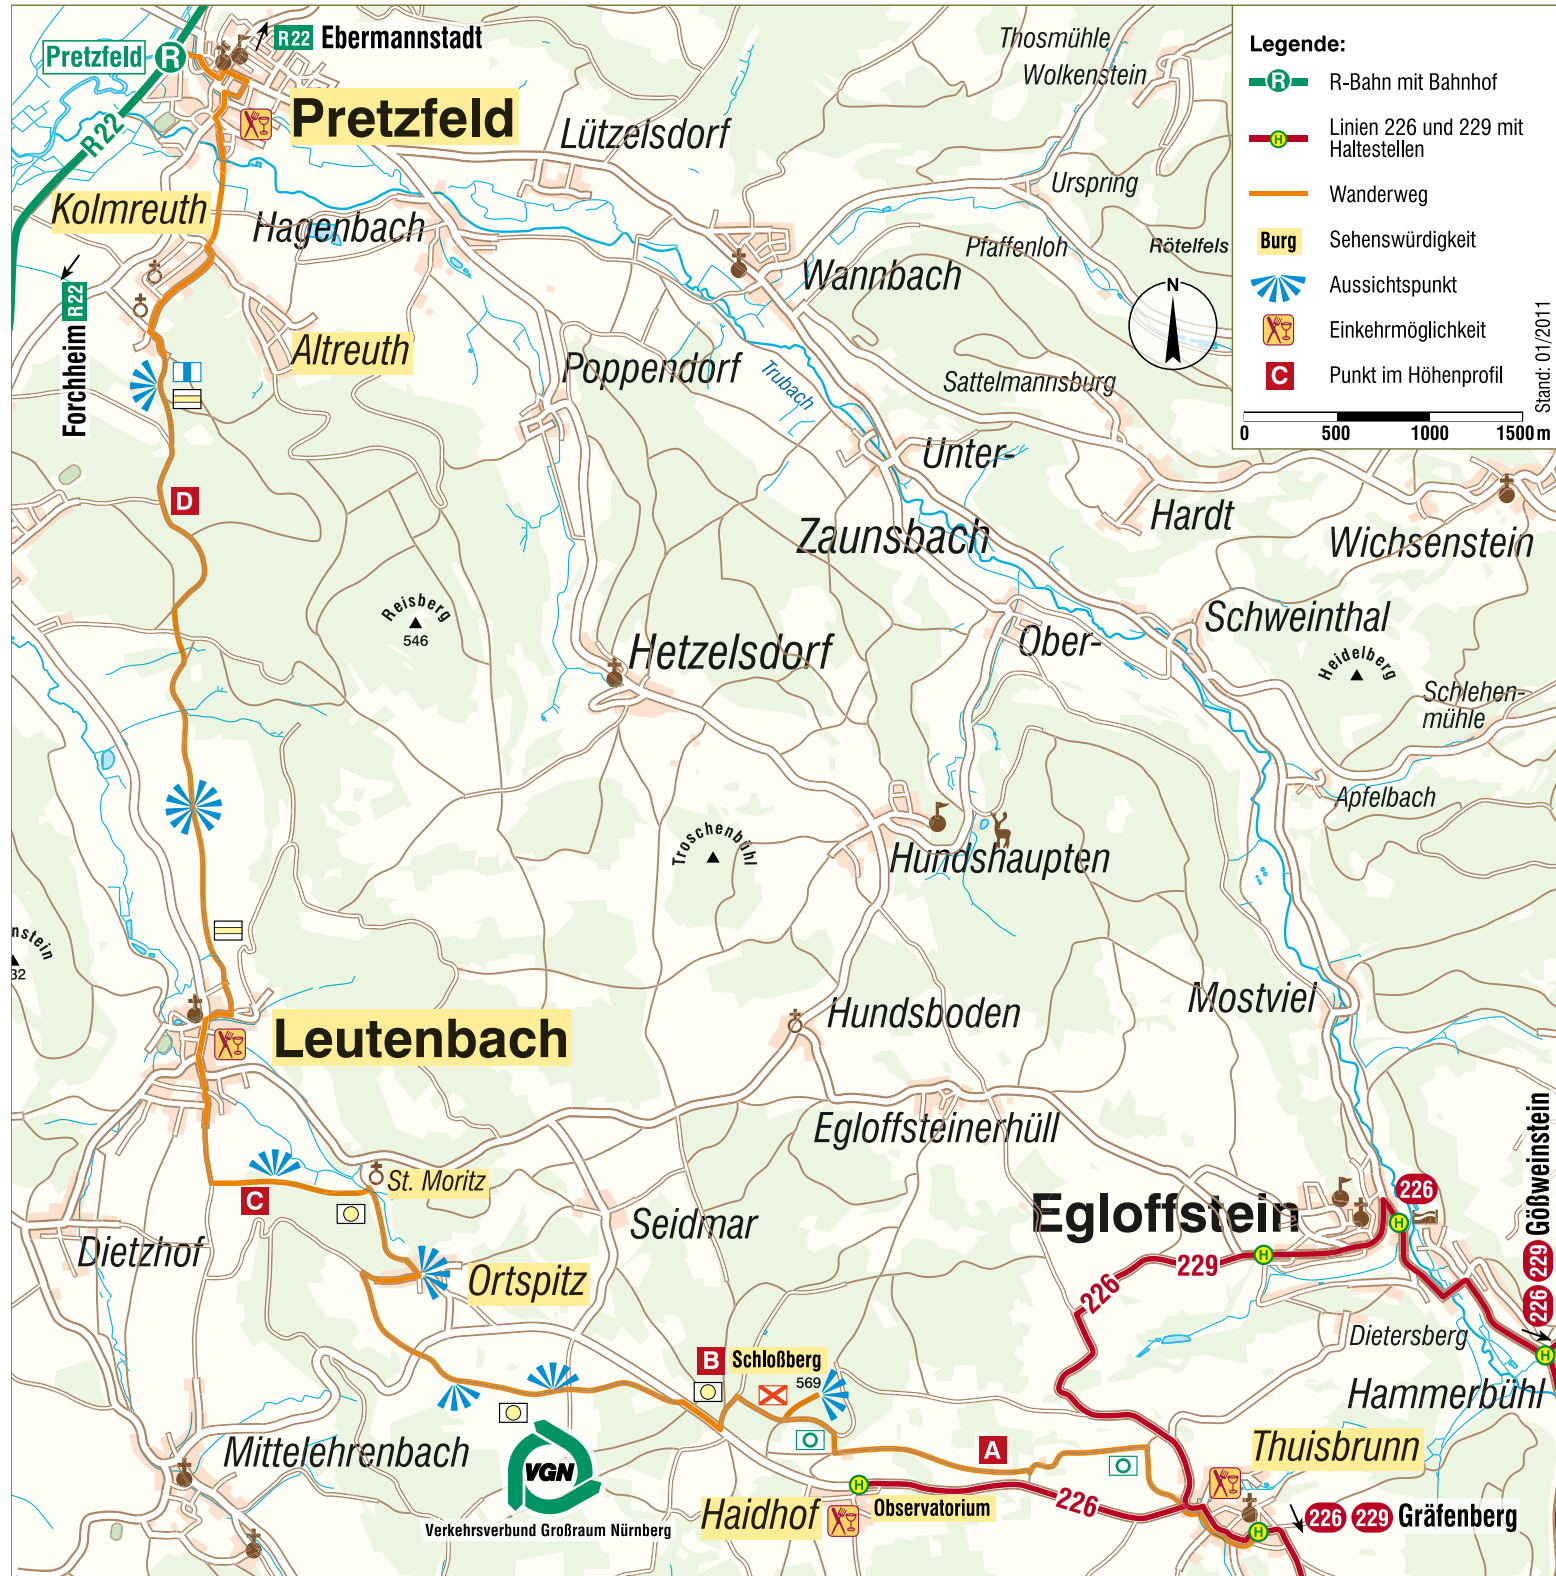 R22 Ebermannstadt
Pretzfeld R
R22
Pretzfeld
Lützelsdorf
Thosmühle
Wolkenstein
Urspring
Kolmreuth
Hagenbach
Pfaffenloh
Rötelfels
N
Wannbach
Forchheim R22
Altreuth
Poppendorf
Trubach
Sattelmannsburg
Unter-
Zaunsbach
Ober-
Hardt
Wichsenstein
D
Reisberg
546
Hetzelsdorf
Schweinthal
Heidelberg
Schlehen-
mühle
Apfelbach
Troschenbühl
Hundshaupten
nstein
32
Leutenbach
Hundsboden
Mostviel
Egloffsteinerhüll
C
St. Moritz
Dietzhof
Seidmar
Ortspitz
Egloffstein
226
H
H
229
226
226 229 Gößweinstein
Dietersberg
H
Hammerbühl
B
Schloßberg
569
Mittelehrenbach
VGN
Verkehrsverbund Großraum Nürnberg
A
Thuisbrunn
Haidhof
H
Observatorium
226
H
226 229 Gräfenberg
Legende:
R R-Bahn mit Bahnhof
H Linien 226 und 229 mit
Haltestellen
Wanderweg
Burg Sehenswürdigkeit
Aussichtspunkt
Einkehrmöglichkeit
C Punkt im Höhenprofil
0 500 1000 1500 m
Stand: 01/2011